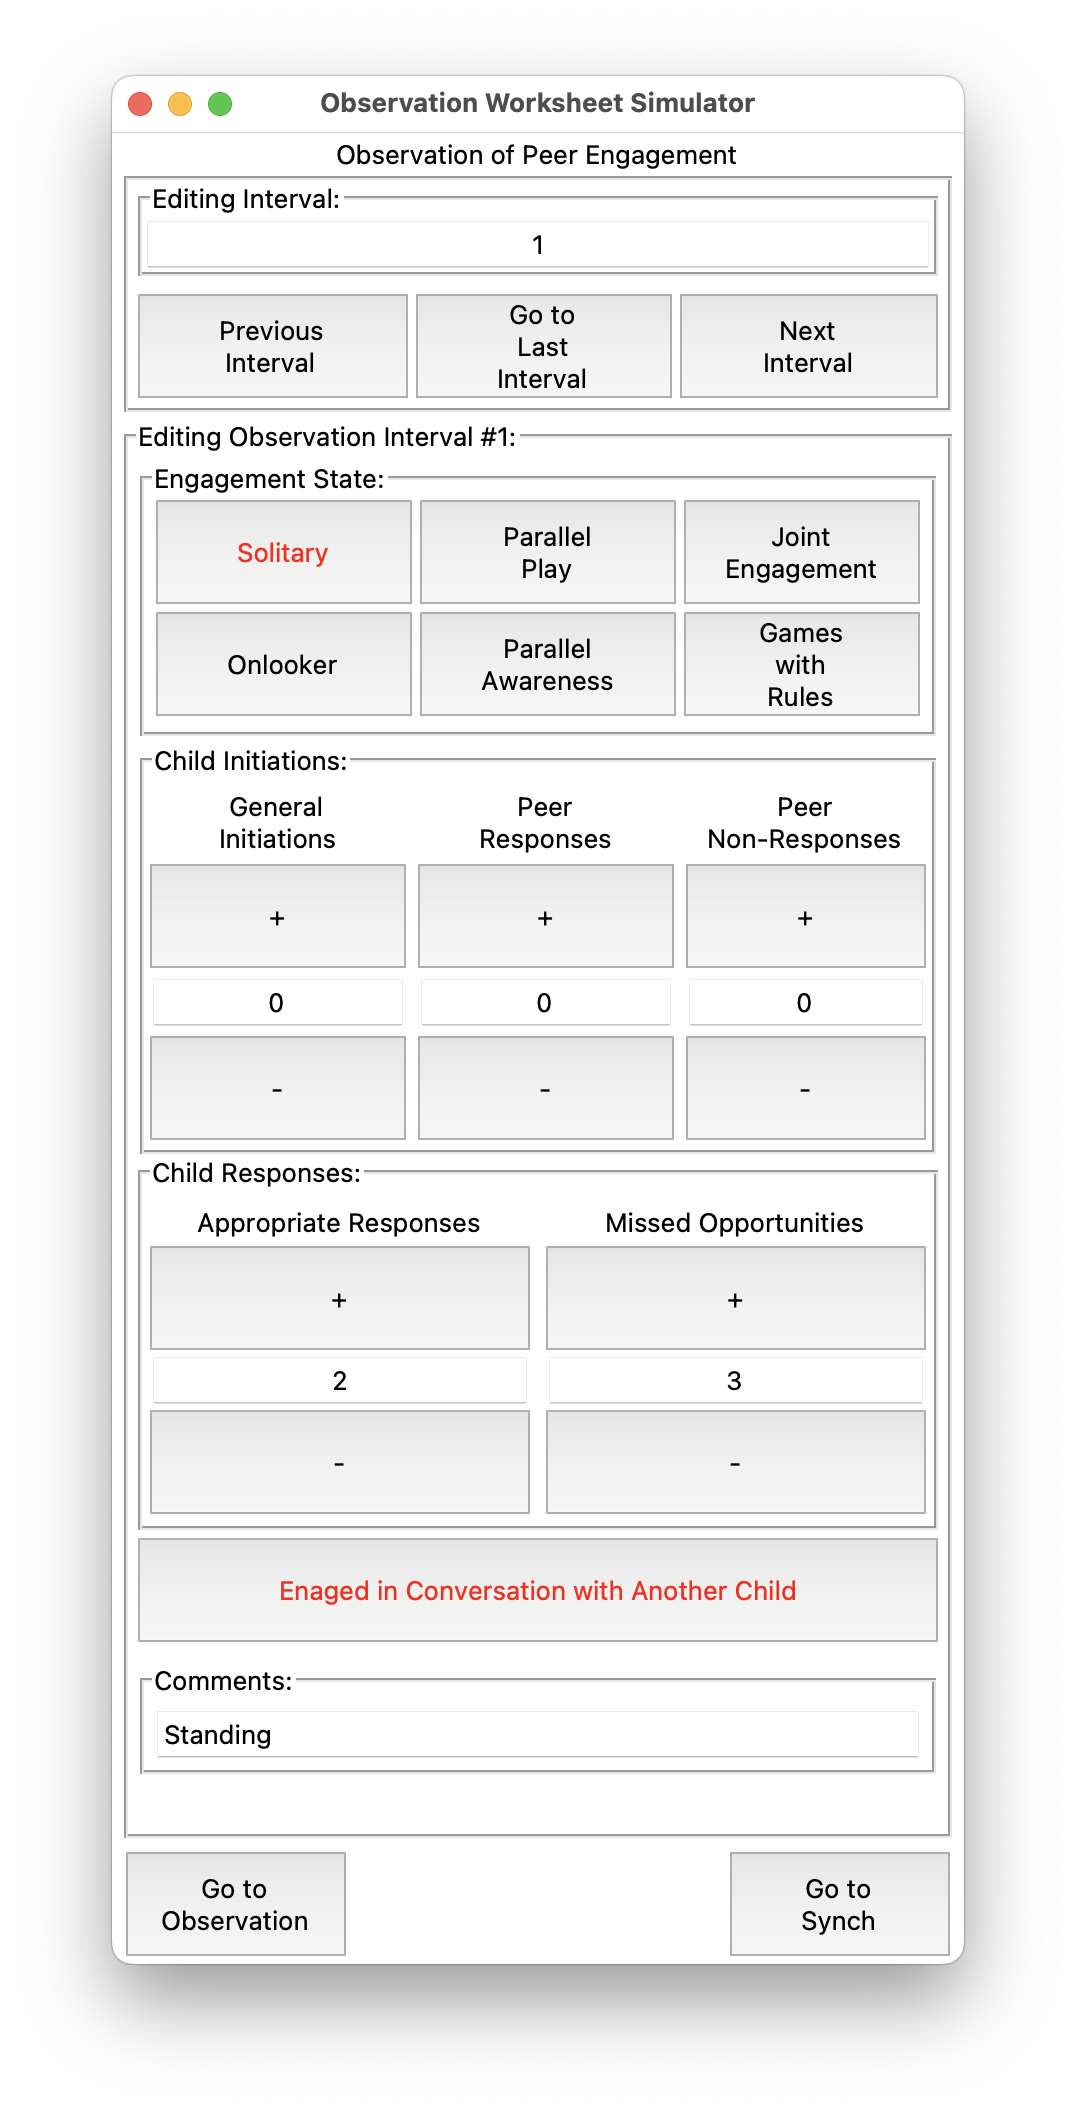 Observation Worksheet Simulator
Observation of Peer Engagement
Editing Interval:
1
Previous
Interval
Go to
Last
Interval
Next
Interval
Editing Observation Interval #1:
Engagement State:
Solitary
Parallel
Play
Joint
Engagement
Onlooker
Parallel
Awareness
Games
with
Rules
Child Initiations:
General
Initiations
Peer
Responses
Peer
Non-Responses
+
+
+
0
0
0
-
-
-
Child Responses:
Appropriate Responses
Missed Opportunities
+
+
2
3
-
-
Enaged in Conversation with Another Child
Comments:
Standing
Go to
Observation
Go to
Synch